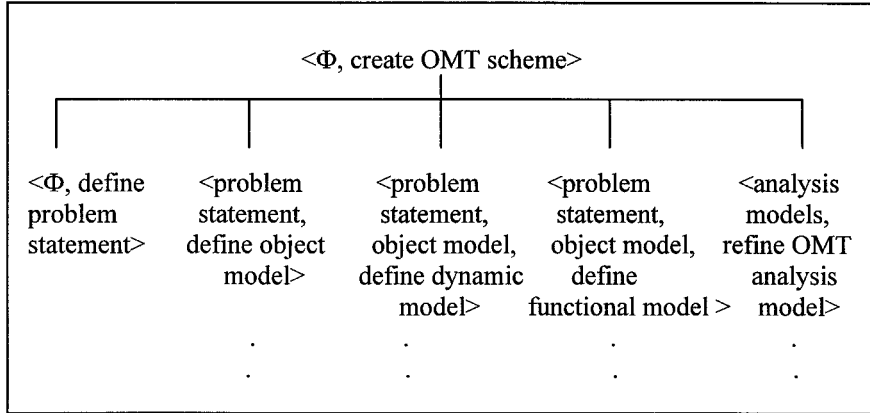 <Φ, create OMT scheme>
<Φ, define
problem
statement>
<problem
statement,
define object
model>
<problem
statement,
object model,
define dynamic
model>
<problem
statement,
object model,
define
functional model >
<analysis
models,
refine OMT
analysis
model>